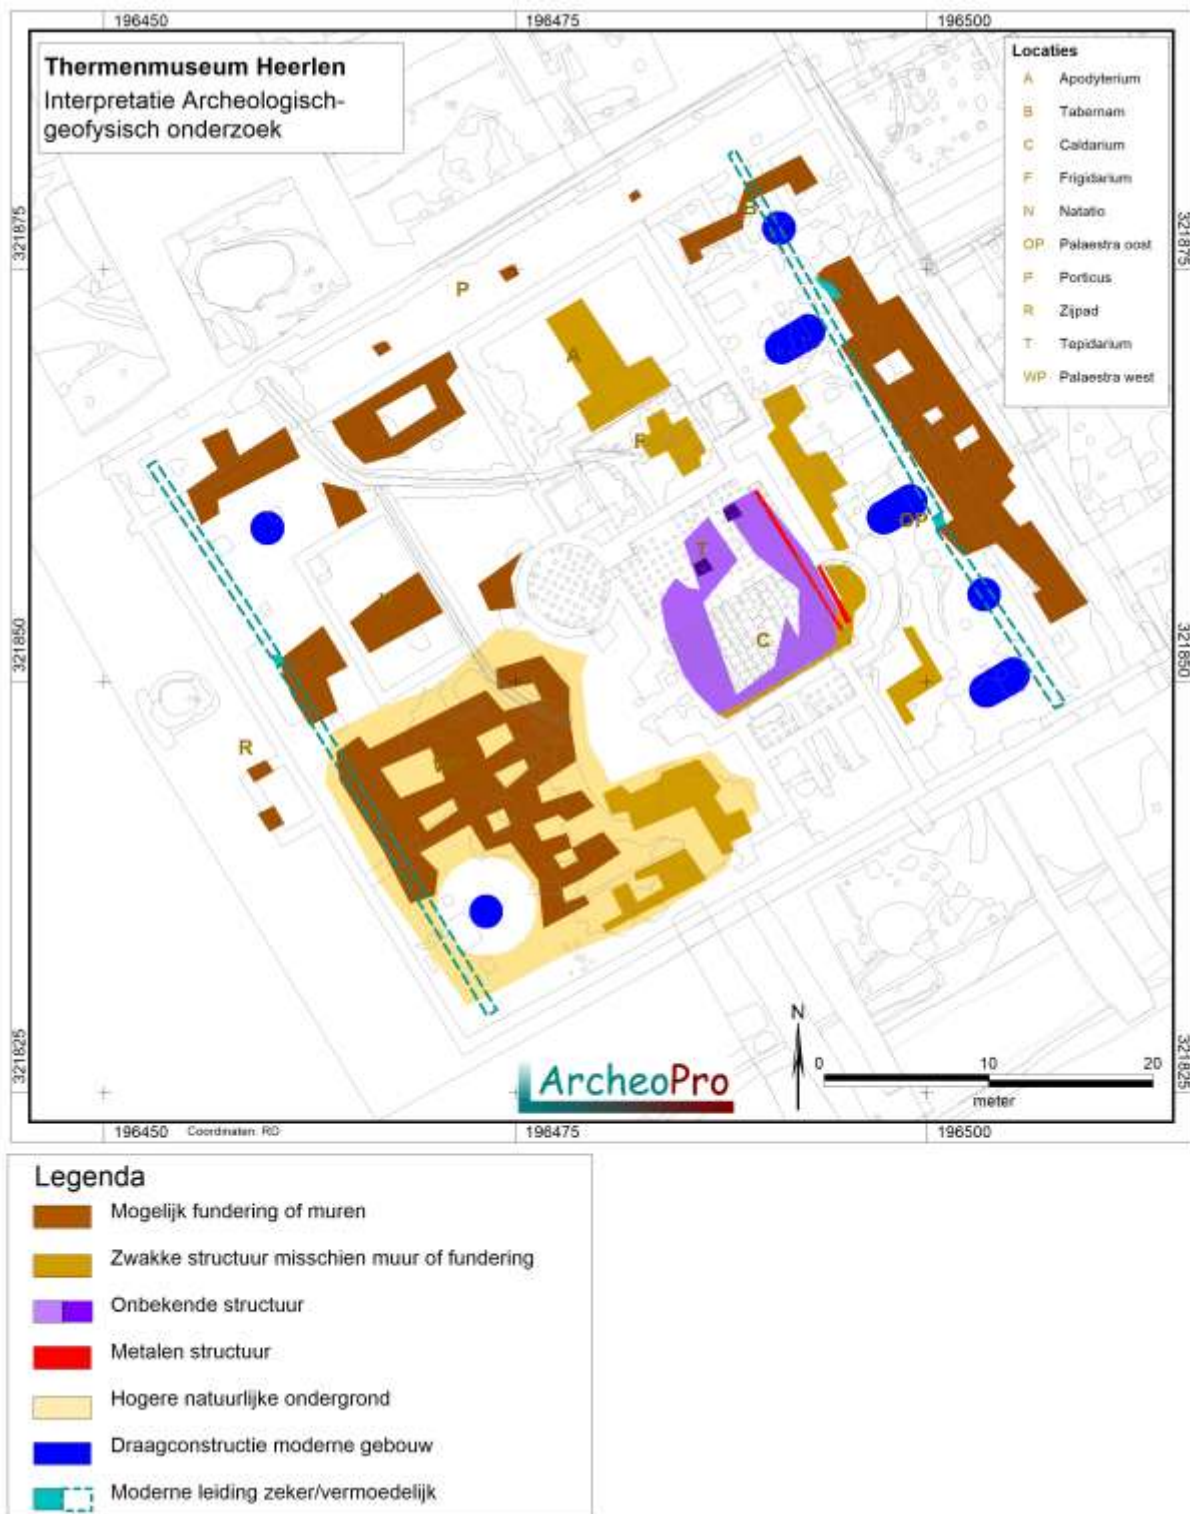 196450 196475 196500
Thermenmuseum Heerlen
Interpretatie Archeologisch-
geofysisch onderzoek
Locaties
A Apodyterium
B Tabernam
C Caldarium
F Frigidarium
N Natatio
OP Palaestra oost
P Porticus
R Zijpad
T Tepidarium
WP Palaestra west
321875
321875
B
P
A
F
OP
T
C
R
321850
321850
321825
321825
N
0 10 20
meter
ArcheoPro
196450 Coordinaten: RD 196475 196500
Legenda
Mogelijk fundering of muren
Zwakke structuur misschien muur of fundering
Onbekende structuur
Metalen structuur
Hogere natuurlijke ondergrond
Draagconstructie moderne gebouw
Moderne leiding zeker/vermoedelijk